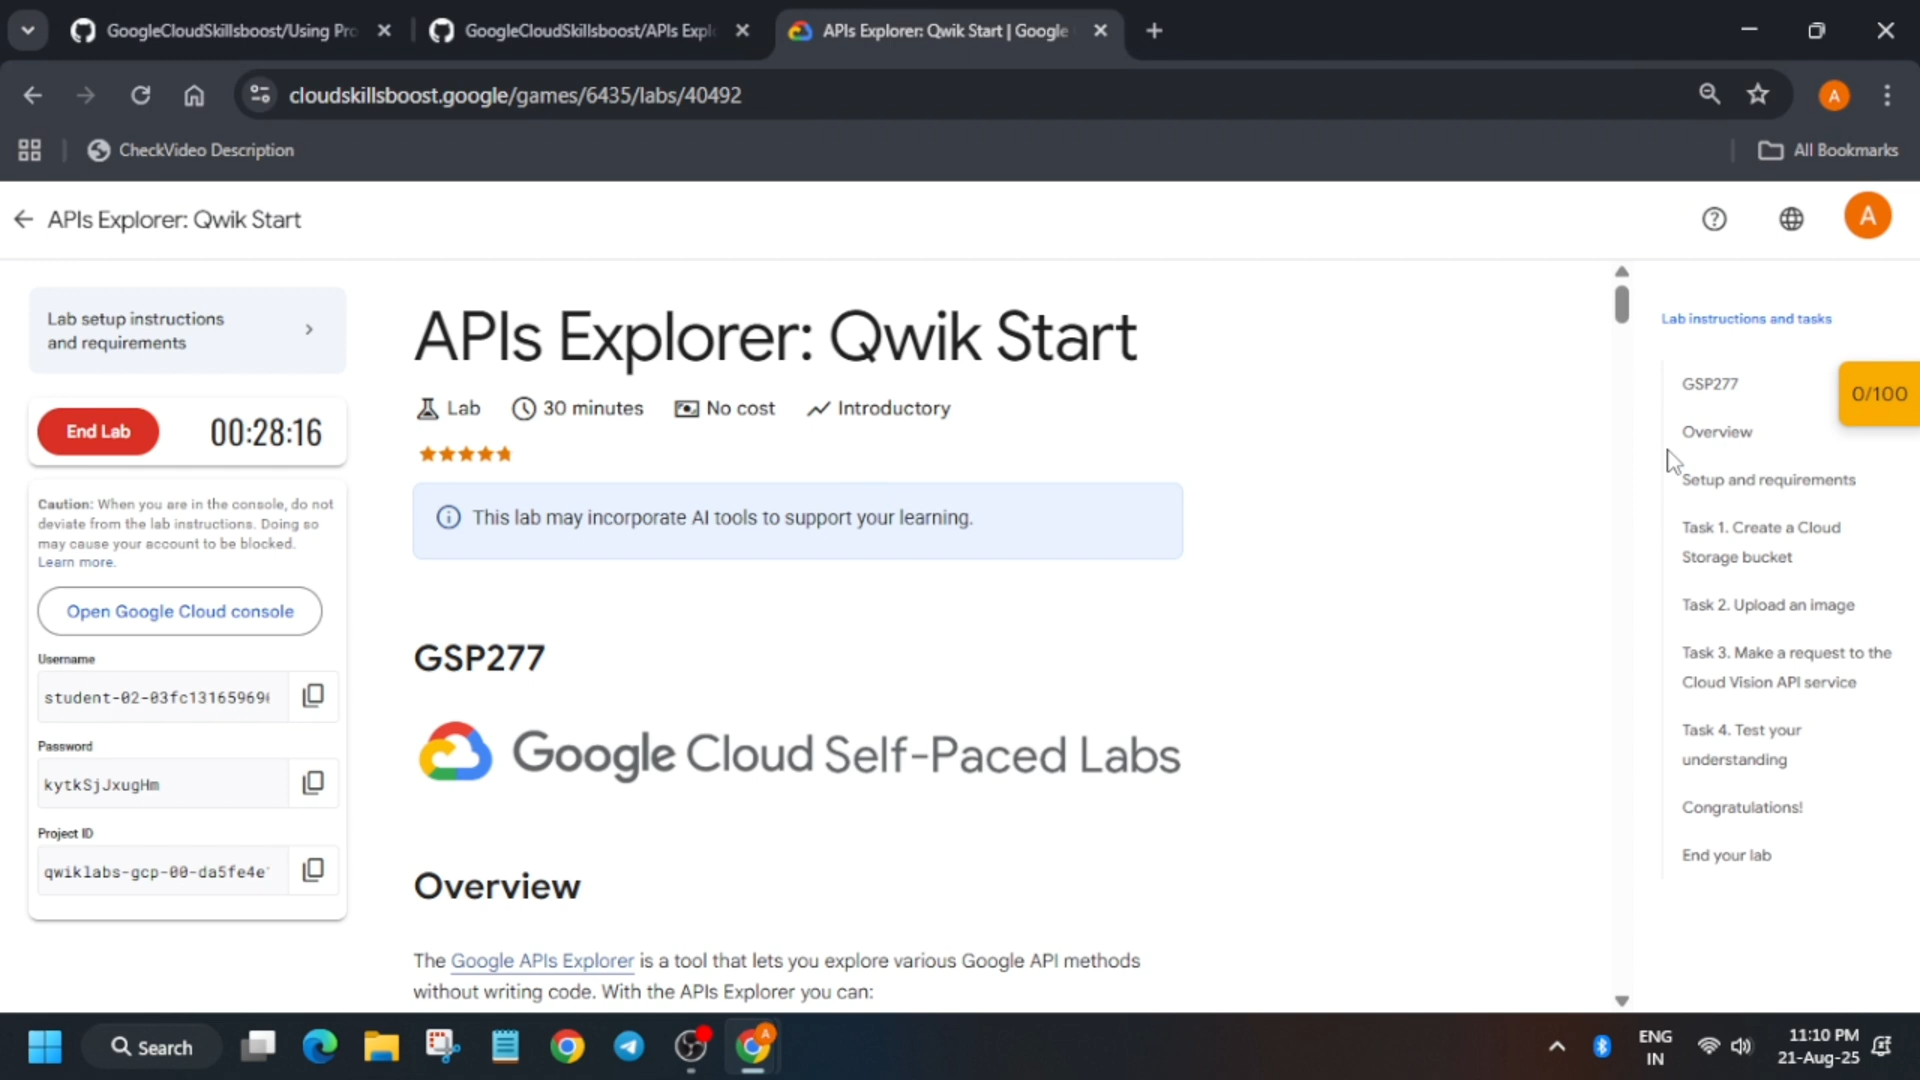 GoogleCloudSkillsboost/Using Pro
GoogleCloudSkillsboost/APIs Expl
APIs Explorer: Qwik Start | Google
cloudskillsboost.google/games/6435/labs/40492
A
CheckVideo Description
All Bookmarks
APIs Explorer: Qwik Start
A
Lab setup instructions
and requirements
End Lab
00:28:16
Caution: When you are in the console, do not
deviate from the lab instructions. Doing so
may cause your account to be blocked.
Learn more.
Open Google Cloud console
Username
student-02-03fc13165969
Password
kytkSjJxugHm
Project ID
qwiklabs-gcp-00-da5fe4e
APIs Explorer: Qwik Start
Lab
30 minutes
No cost
Introductory
This lab may incorporate AI tools to support your learning.
GSP277
Google Cloud Self-Paced Labs
Overview
The Google APIs Explorer is a tool that lets you explore various Google API methods
without writing code. With the APIs Explorer you can:
Lab instructions and tasks
GSP277
0/100
Overview
Setup and requirements
Task 1. Create a Cloud
Storage bucket
Task 2. Upload an image
Task 3. Make a request to the
Cloud Vision API service
Task 4. Test your
understanding
Congratulations!
End your lab
Search
A
ENG
IN
11:10 PM
21-Aug-25